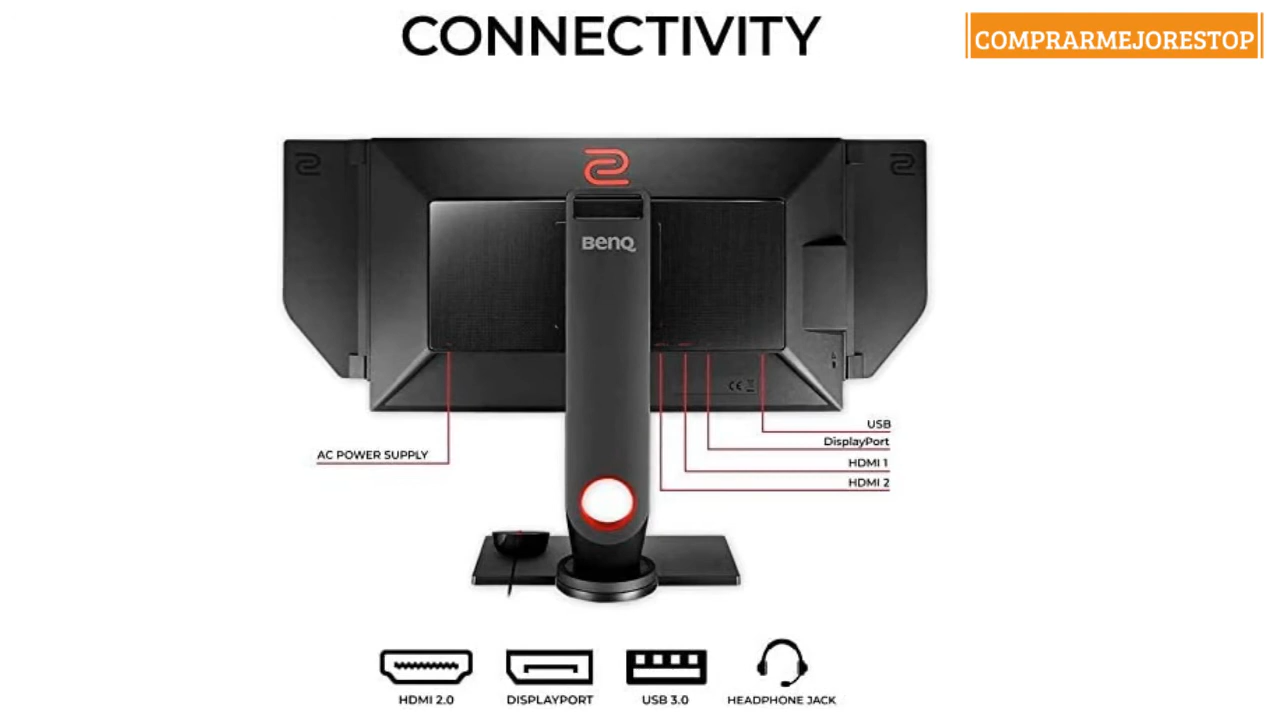 CONNECTIVITY
COMPRARMEJORESTOP
BenQ
USB
DisplayPort
AC POWER SUPPLY
HDMI 1
HDMI 2
HDMI 2.0
DISPLAYPORT
USB 3.0
HEADPHONE JACK